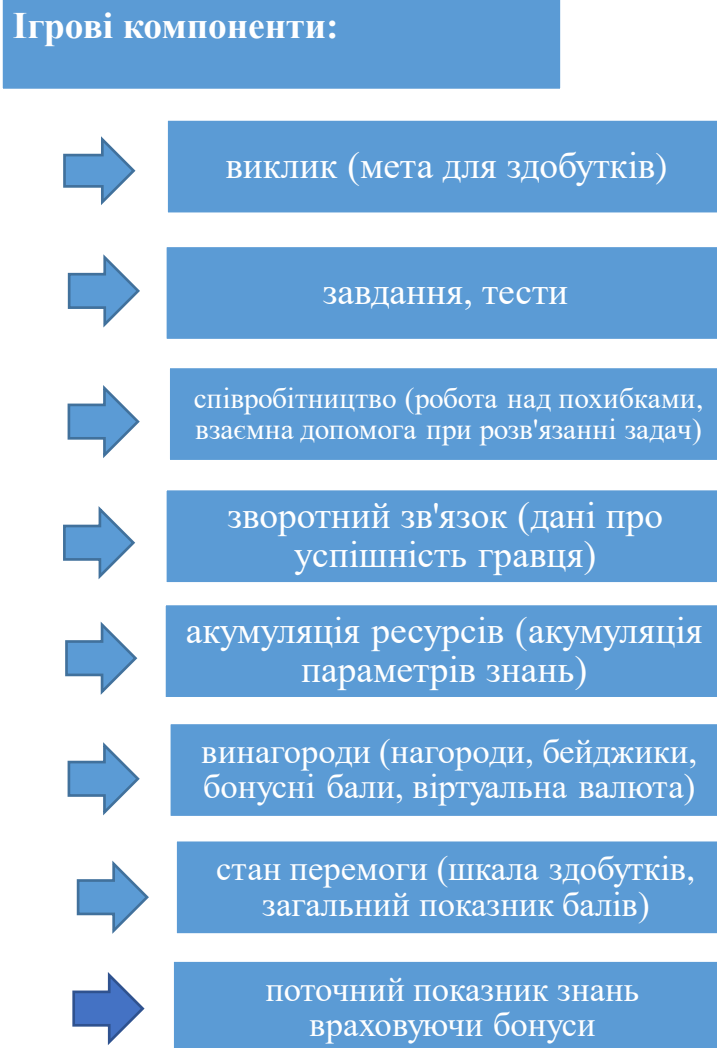 Ігрові компоненти:
виклик (мета для здобутків)
завдання, тести
співробітництво (робота над похибками,
взаємна допомога при розв'язанні задач)
зворотний зв'язок (дані про
успішність гравця)
акумуляція ресурсів (акумуляція
параметрів знань)
винагороди (нагороди, бейджики,
бонусні бали, віртуальна валюта)
стан перемоги (шкала здобутків,
загальний показник балів)
поточний показник знань
враховуючи бонуси